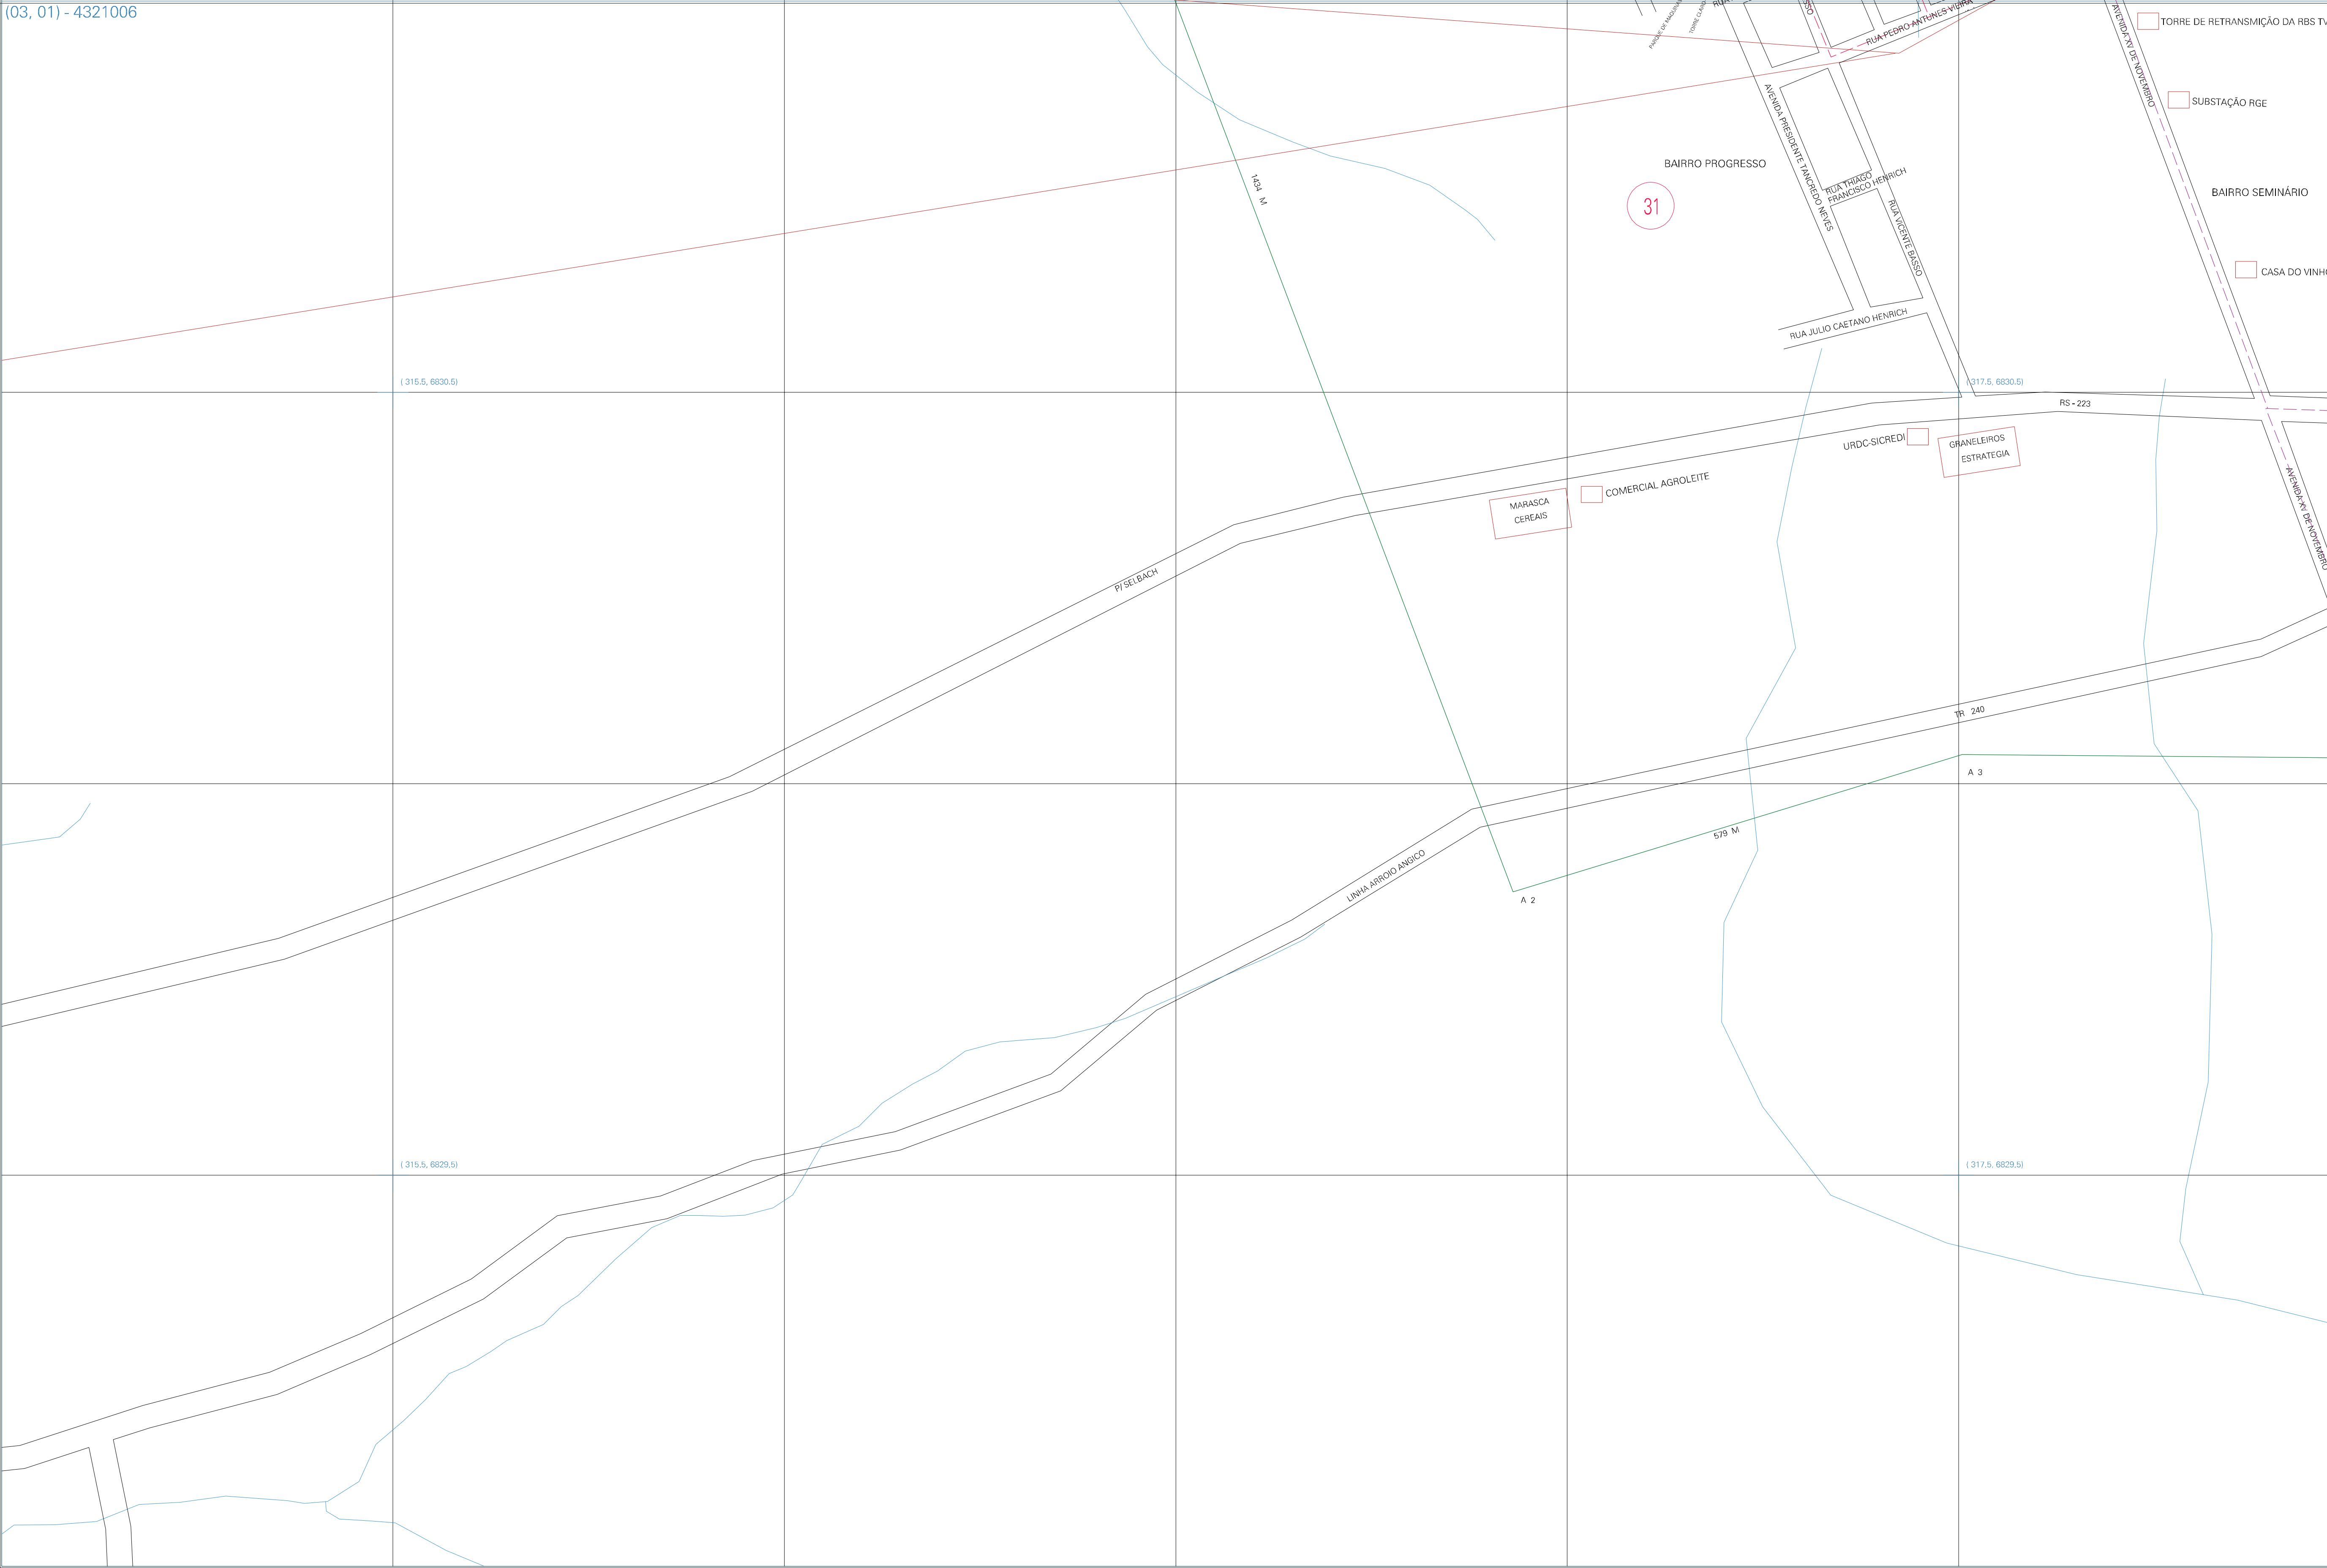 (03, 01) - 4321006
PARQUE DE MAQUINAS
RUA PEDRO ANTUNES VIEIRA
AVENIDA XV DE NOVEMBRO
TORRE DE RETRANSMIÇÃO DA RBS TV
SUBSTAÇÃO RGE
AVENIDA PRESIDENTE TANCREDO NEVES
BAIRRO PROGRESSO
1434 M
31
RUA THIAGO
FRANCISCO HENRICH
BAIRRO SEMINÁRIO
RUA VICENTE BASSO
CASA DO VINHO
RUA JULIO CAETANO HENRICH
( 315.5, 6830.5)
( 317.5, 6830.5)
RS - 223
URDC-SICREDI
GRANELEIROS
ESTRATEGIA
COMERCIAL AGROLEITE
MARASCA
CEREAIS
AVENIDA XV DE NOVEMBRO
P/ SELBACH
TR 240
A 3
579 M
LINHA ARROIO ANGICO
A 2
( 315.5, 6829.5)
( 317.5, 6829.5)